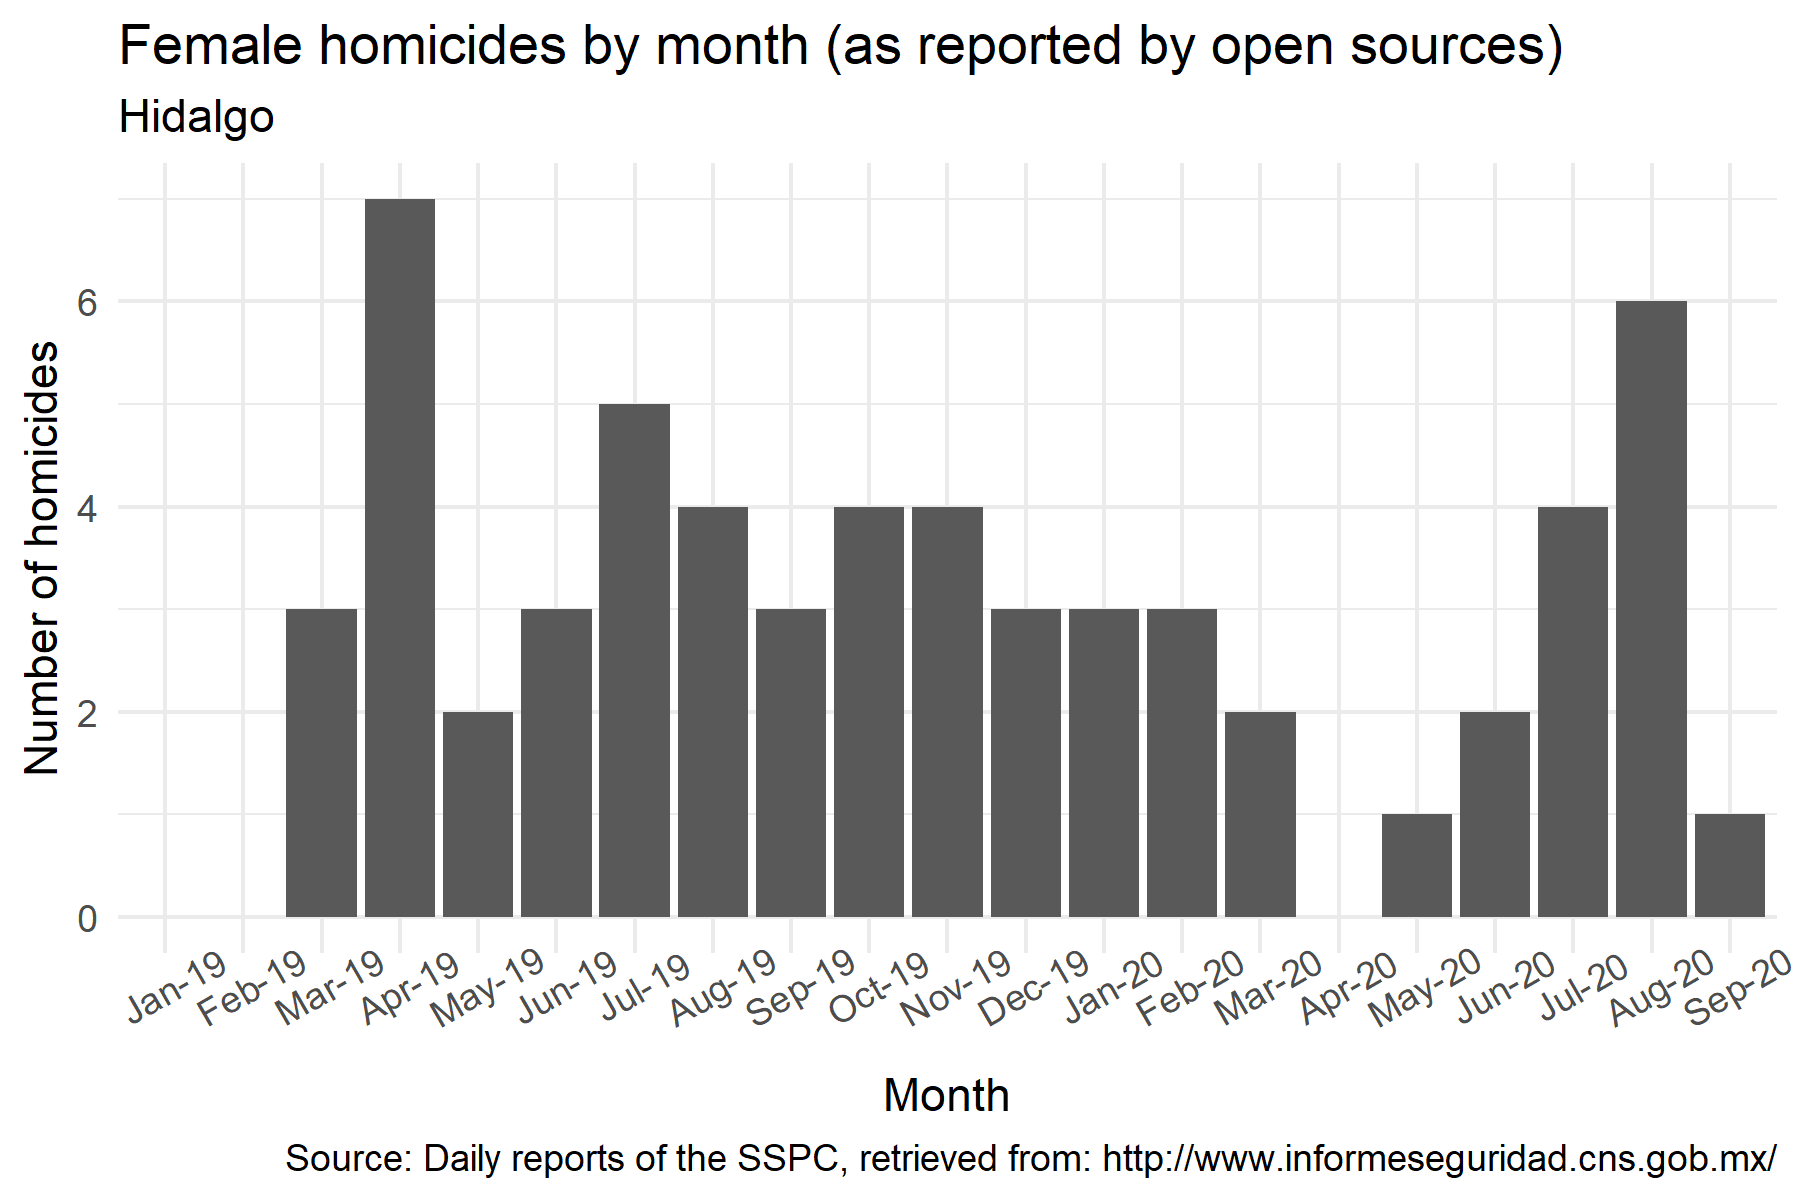 Female homicides by month (as reported by open sources)
Hidalgo
Number of homicides
6
4
2
0
Jan-19
Feb-19
Mar-19
Apr-19
May-19
Jun-19
Jul-19
Aug-19
Sep-19
Oct-19
Nov-19
Dec-19
Jan-20
Feb-20
Mar-20
Apr-20
May-20
Jun-20
Jul-20
Aug-20
Sep-20
Month
Source: Daily reports of the SSPC, retrieved from: http://www.informeseguridad.cns.gob.mx/